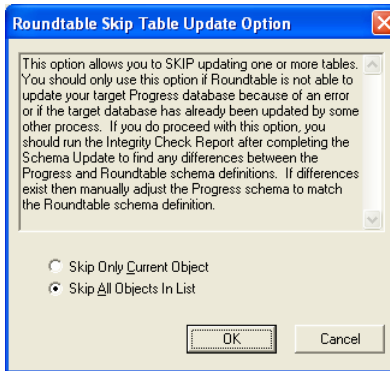 Roundtable Skip Table Update Option
This option allows you to SKIP updating one or more tables.
You should only use this option if Roundtable is not able to
update your target Progress database because of an error
or if the target database has already been updated by some
other process.  If you do proceed with this option, you
should run the Integrity Check Report after completing the
Schema Update to find any differences between the
Progress and Roundtable schema definitions.  If differences
exist then manually adjust the Progress schema to match
the Roundtable schema definition.
Skip Only Current Object
Skip All Objects In List
OK
Cancel